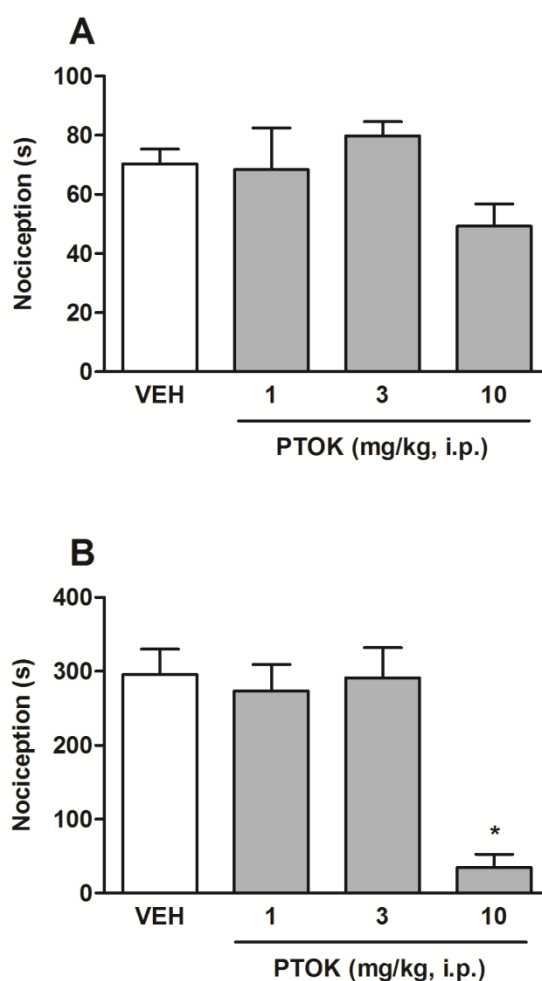 A
Nociception (s)
100
80
60
40
20
0
VEH
1
3
10
PTOK (mg/kg, i.p.)
B
Nociception (s)
400
300
200
100
0
*
VEH
1
3
10
PTOK (mg/kg, i.p.)